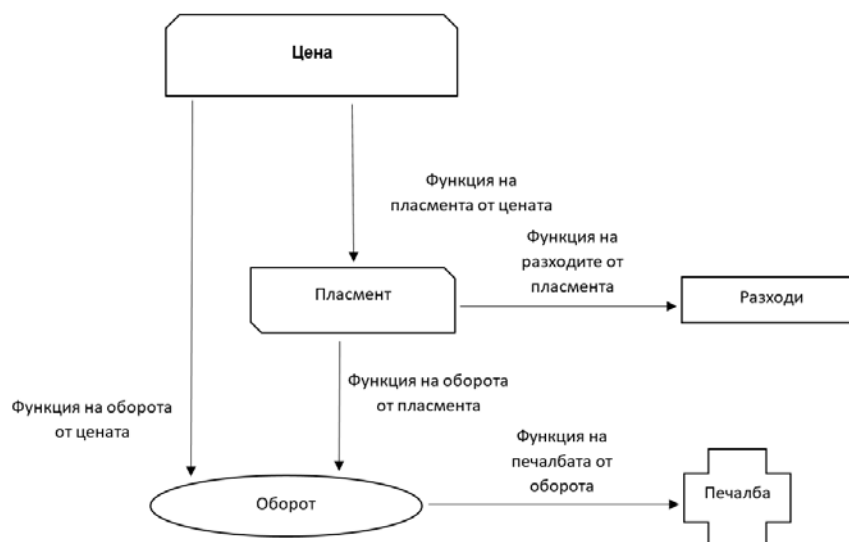 Цена
Функция на
пласмента от цената
Функция на
разходите от
пласмента
Пласмент
Разходи
Функция на оборота
от пласмента
Функция на оборота
от цената
Функция на
печалбата от
оборота
Оборот
Печалба